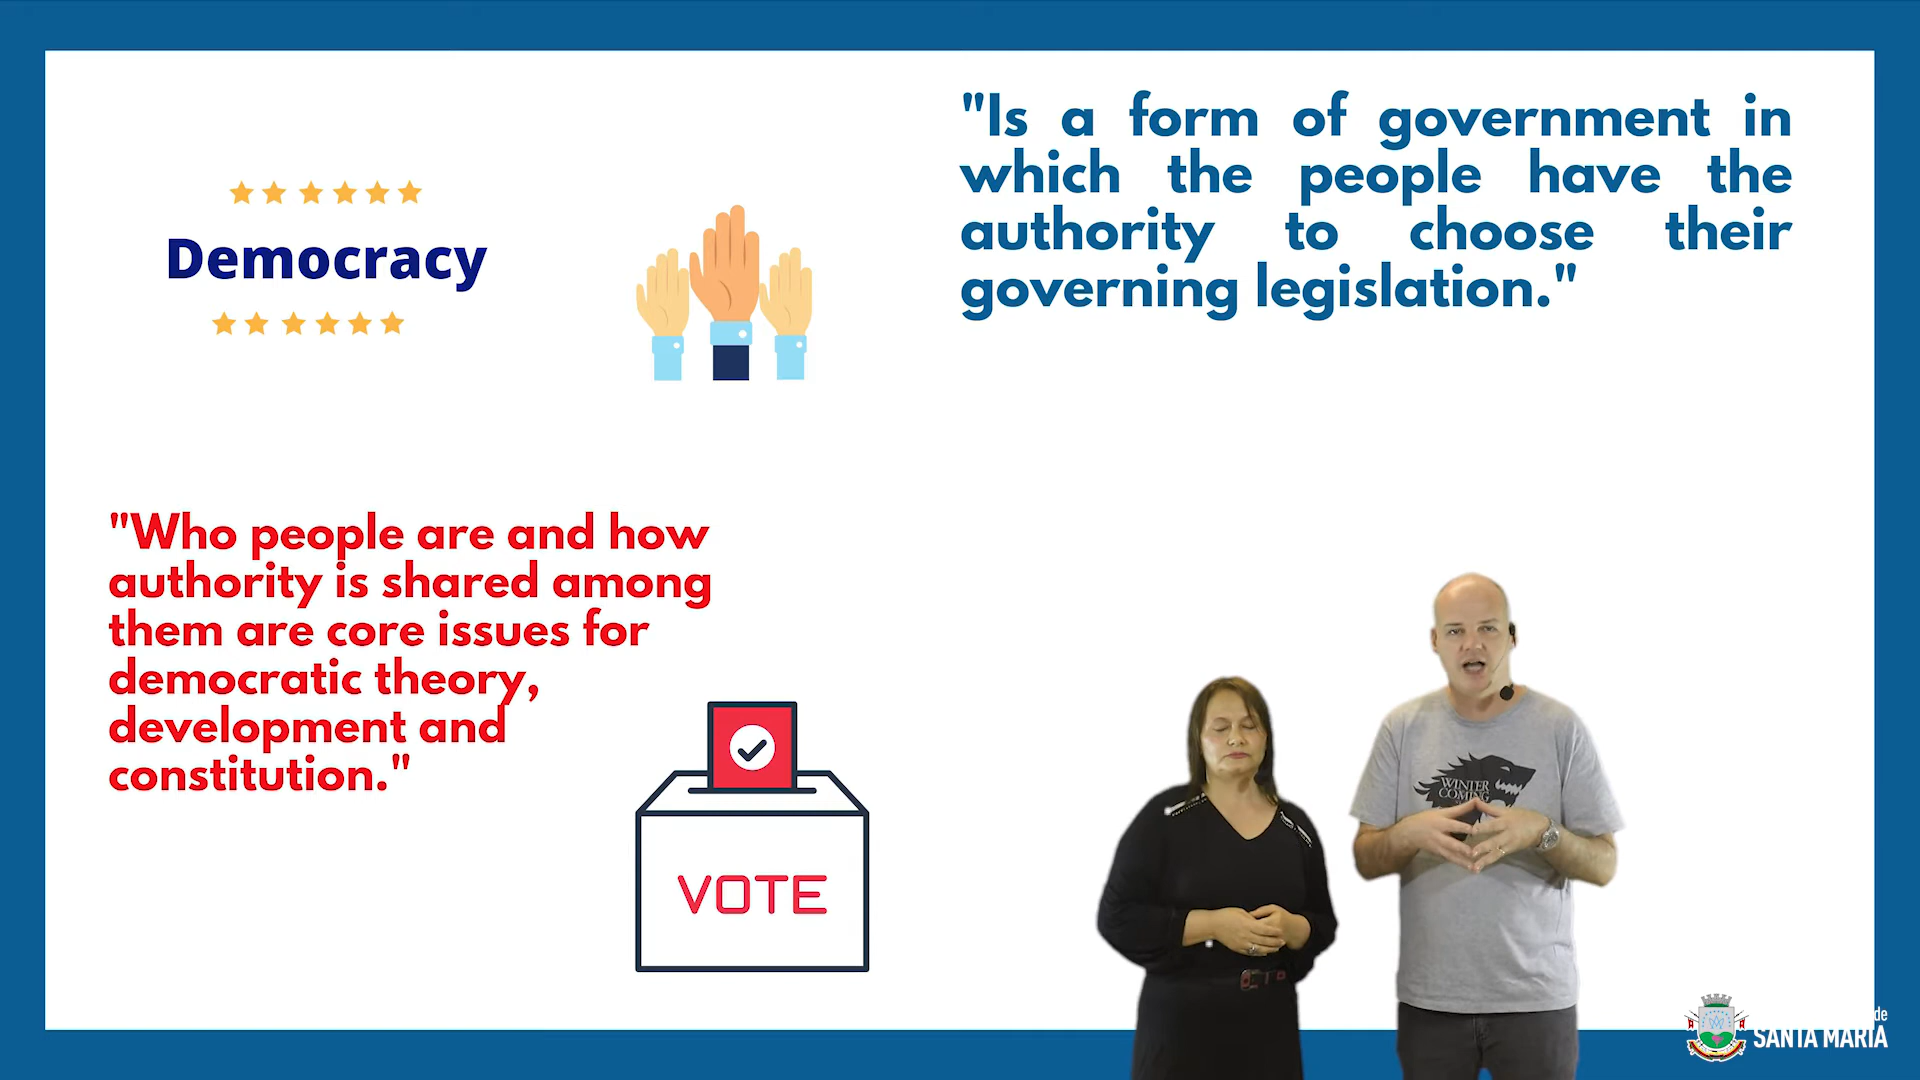 Democracy
"Is a form of government in
which the people have the
authority to choose their
governing legislation."
"Who people are and how
authority is shared among
them are core issues for
democratic theory,
development and
constitution."
VOTE
WINTER
COMING
de
SANTA MARIA